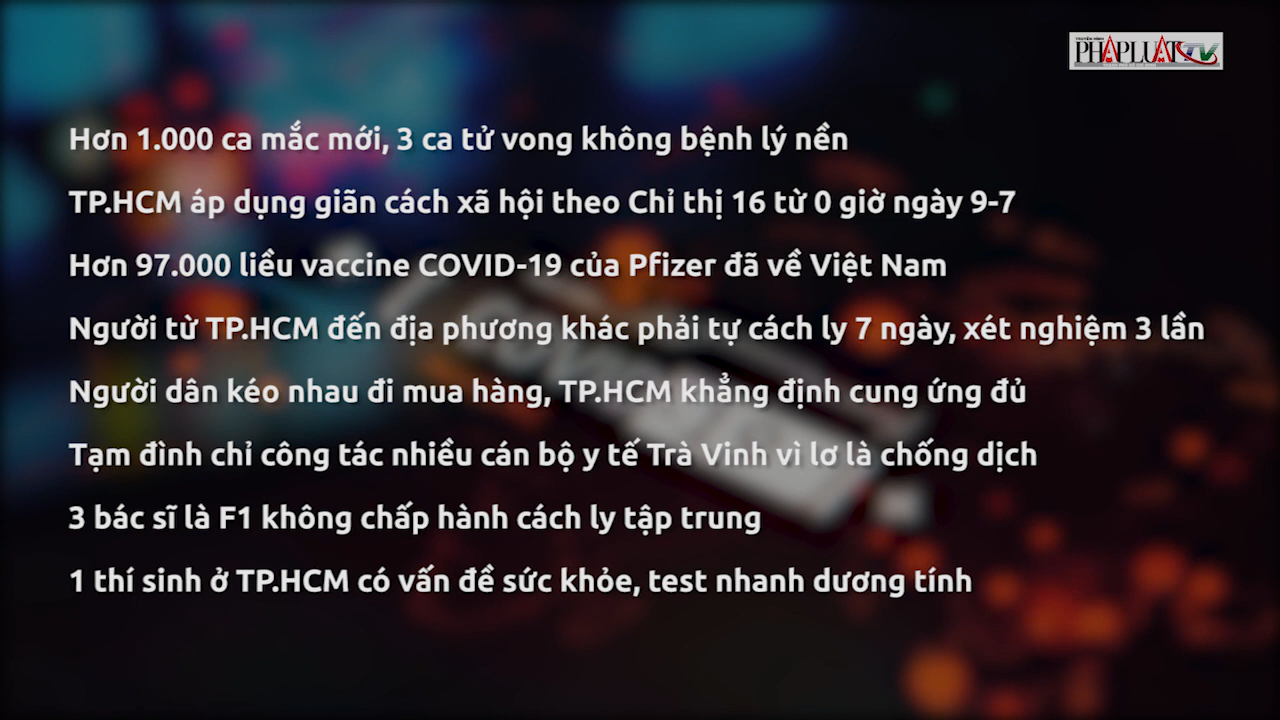 TRUYỀN HÌNH
PHÁPLUẬT TV
Hơn 1.000 ca mắc mới, 3 ca tử vong không bệnh lý nền
TP.HCM áp dụng giãn cách xã hội theo Chỉ thị 16 từ 0 giờ ngày 9-7
Hơn 97.000 liều vaccine COVID-19 của Pfizer đã về Việt Nam
Người từ TP.HCM đến địa phương khác phải tự cách ly 7 ngày, xét nghiệm 3 lần
Người dân kéo nhau đi mua hàng, TP.HCM khẳng định cung ứng đủ
Tạm đình chỉ công tác nhiều cán bộ y tế Trà Vinh vì lơ là chống dịch
3 bác sĩ là F1 không chấp hành cách ly tập trung
1 thí sinh ở TP.HCM có vấn đề sức khỏe, test nhanh dương tính